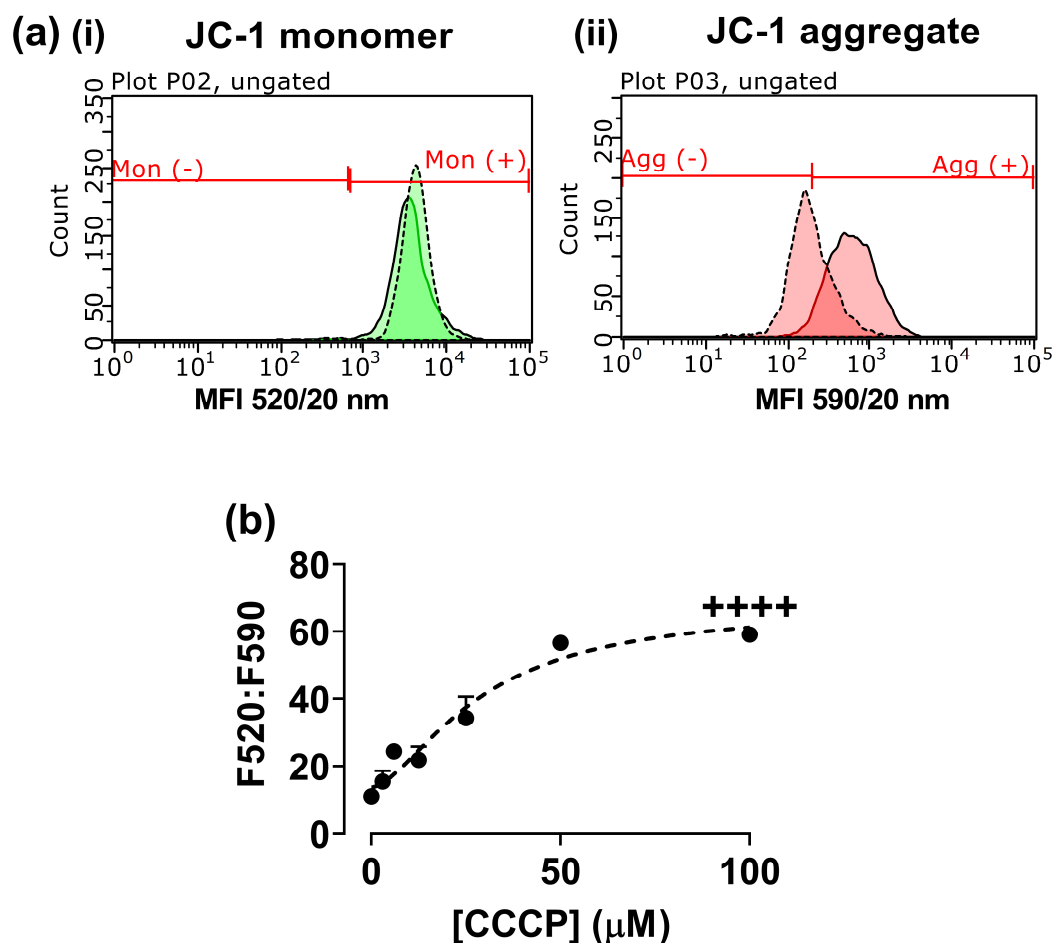 (a) (i) JC-1 monomer
Plot P02, ungated
Mon (-) Mon (+)
Count
350
250
150
50
0
10^0 10^1 10^2 10^3 10^4 10^5
MFI 520/20 nm
(ii) JC-1 aggregate
Plot P03, ungated
Agg (-) Agg (+)
Count
250
150
50
0
10^0 10^1 10^2 10^3 10^4 10^5
MFI 590/20 nm
(b)
F520:F590
80
60
40
20
0
++++
0 50 100
[CCCP] (μM)